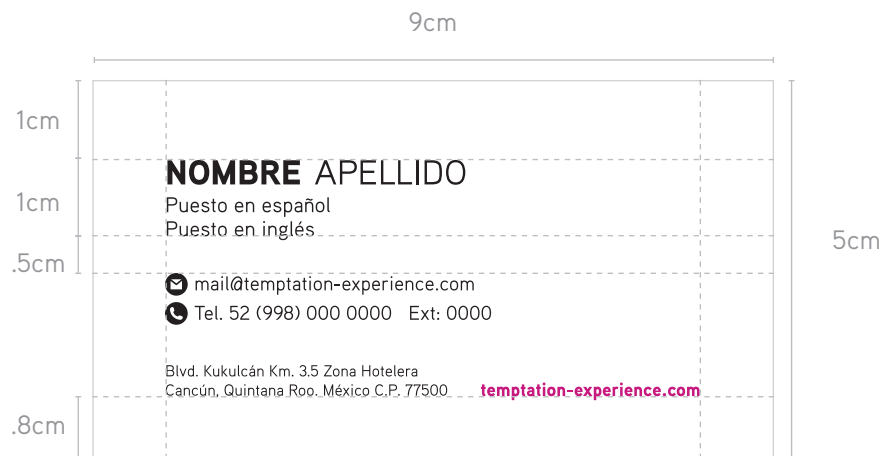 9cm
1cm
NOMBRE APELLIDO
1cm
Puesto en español
Puesto en inglés
5cm
.5cm
mail@temptation-experience.com
Tel. 52 (998) 000 0000 Ext: 0000
Blvd. Kukulcán Km. 3.5 Zona Hotelera
Cancún, Quintana Roo. México C.P. 77500 temptation-experience.com
.8cm